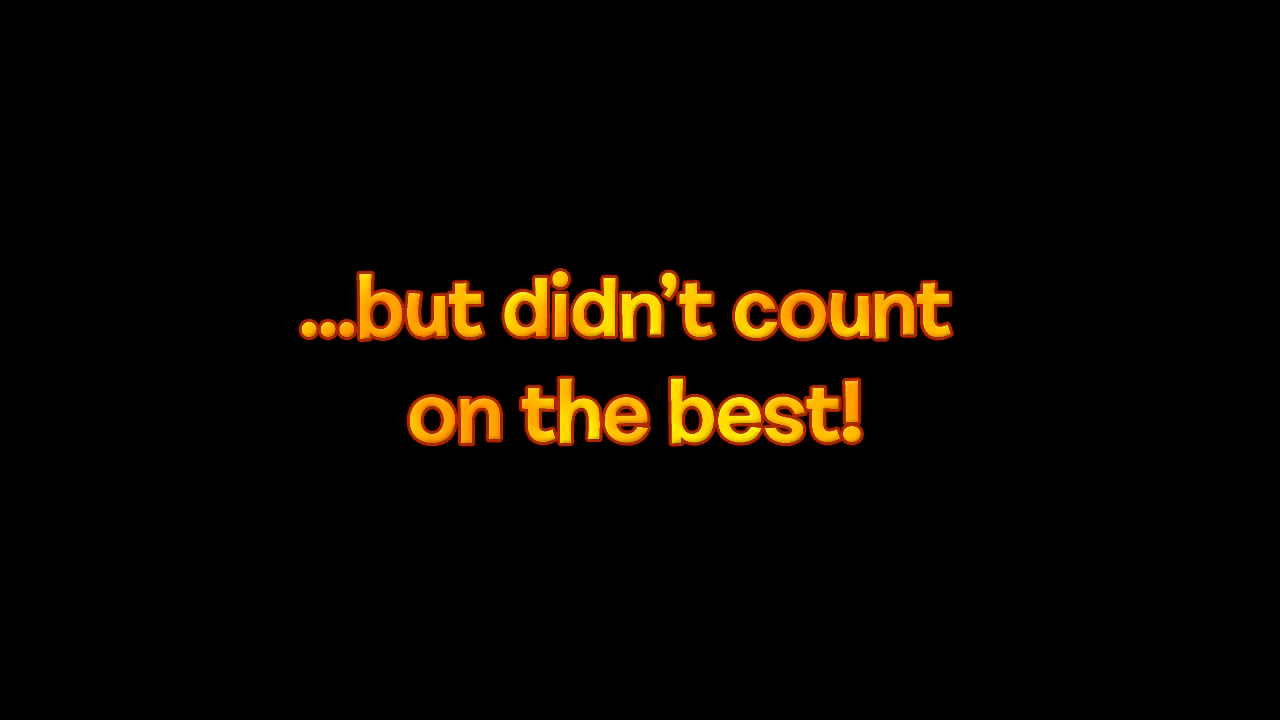 ...but didn’t count
on the best!